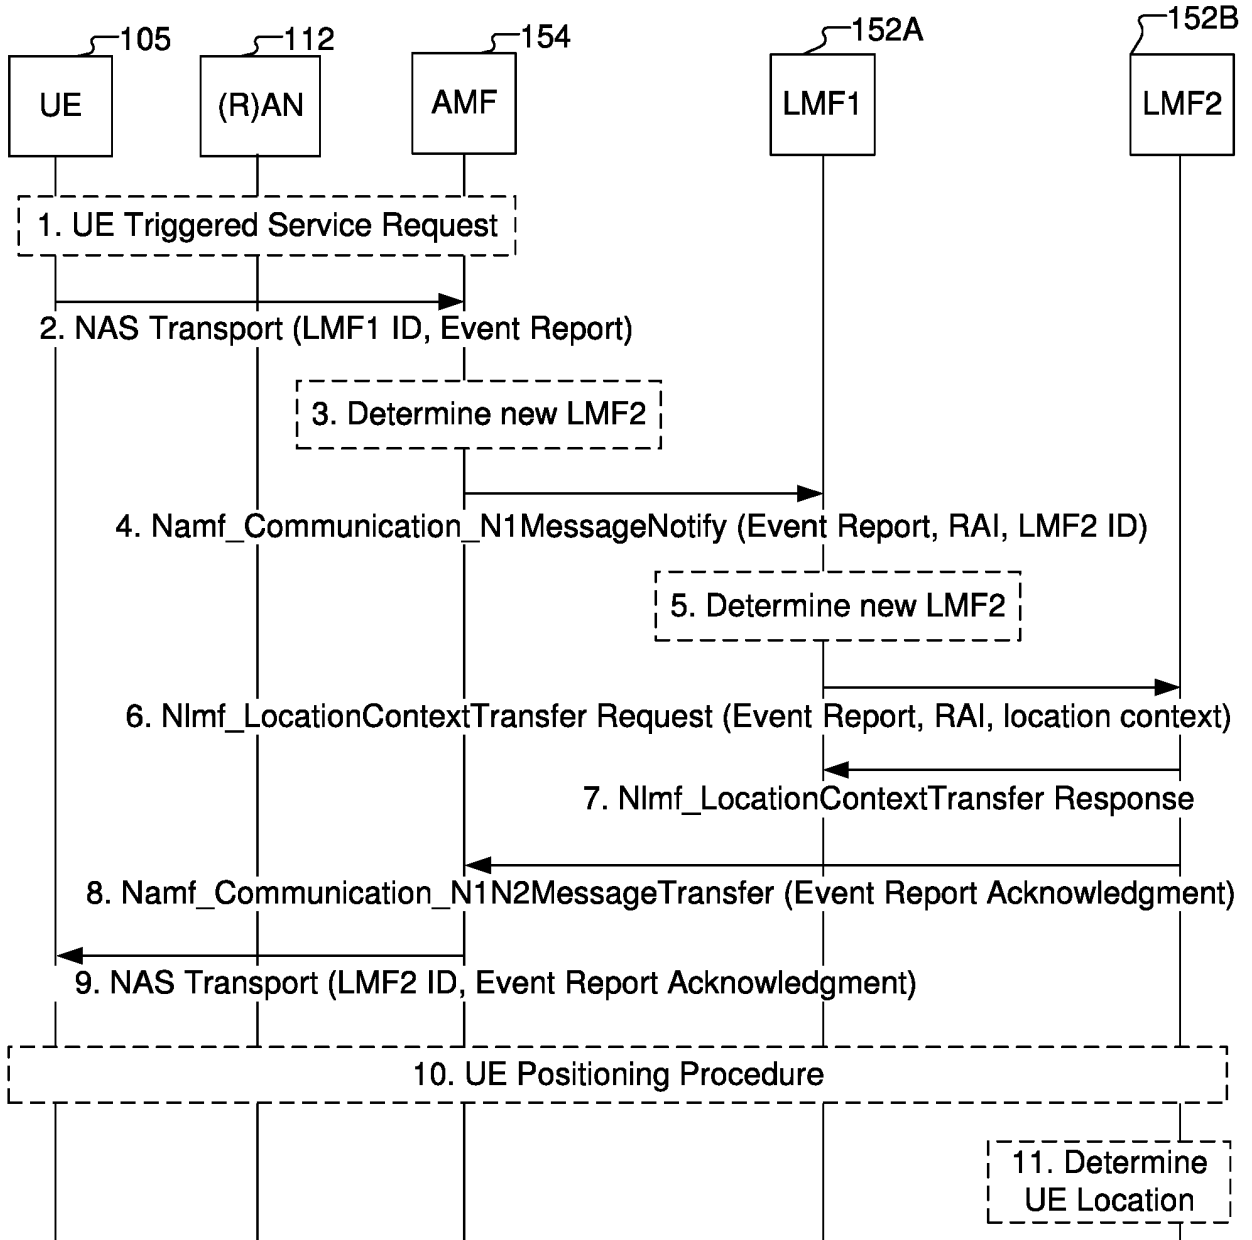 105
112
154
152A
152B
UE
(R)AN
AMF
LMF1
LMF2
1. UE Triggered Service Request
2. NAS Transport (LMF1 ID, Event Report)
3. Determine new LMF2
4. Namf_Communication_N1MessageNotify (Event Report, RAI, LMF2 ID)
5. Determine new LMF2
6. Nlmf_LocationContextTransfer Request (Event Report, RAI, location context)
7. Nlmf_LocationContextTransfer Response
8. Namf_Communication_N1N2MessageTransfer (Event Report Acknowledgment)
9. NAS Transport (LMF2 ID, Event Report Acknowledgment)
10. UE Positioning Procedure
11. Determine
UE Location